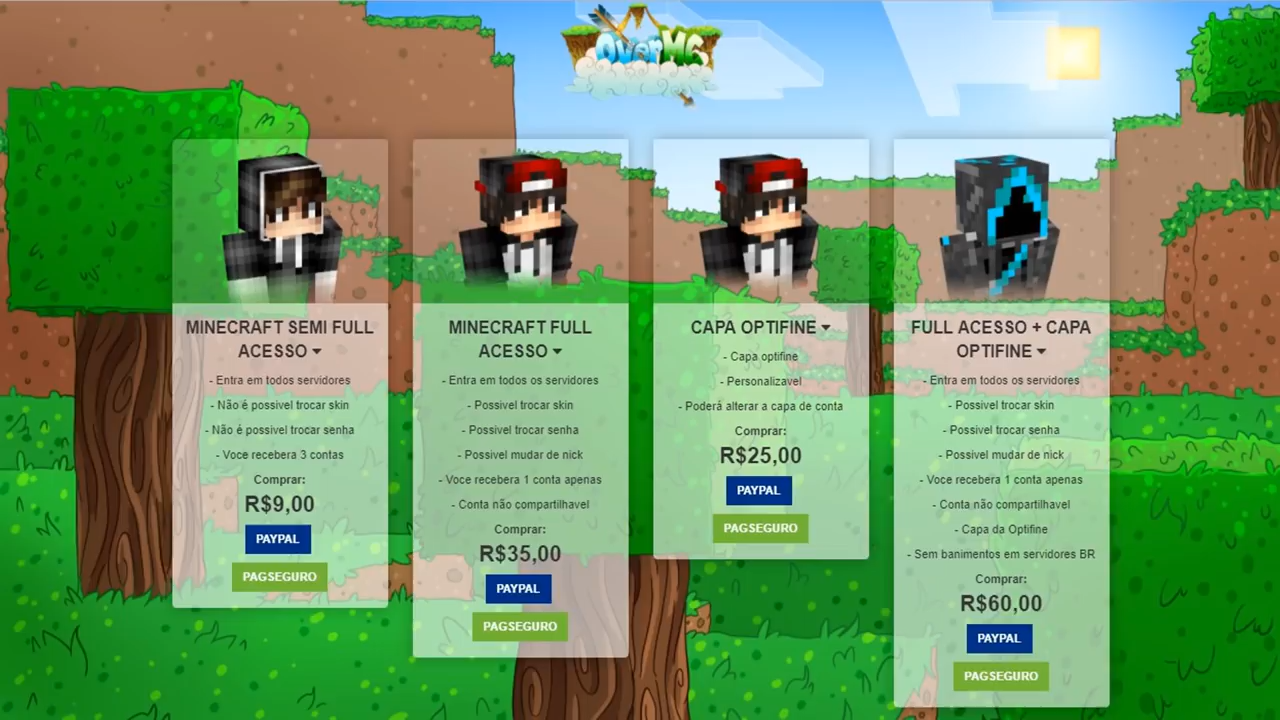 OverMC
MINECRAFT SEMI FULL
ACESSO
- Entra em todos servidores
- Não é possivel trocar skin
- Não é possivel trocar senha
- Voce recebera 3 contas
Comprar:
R$9,00
PAYPAL
PAGSEGURO
MINECRAFT FULL
ACESSO
- Entra em todos os servidores
- Possivel trocar skin
- Possivel trocar senha
- Possivel mudar de nick
- Voce recebera 1 conta apenas
- Conta não compartilhavel
Comprar:
R$35,00
PAYPAL
PAGSEGURO
CAPA OPTIFINE
- Capa optifine
- Personalizavel
- Poderá alterar a capa de conta
Comprar:
R$25,00
PAYPAL
PAGSEGURO
FULL ACESSO + CAPA
OPTIFINE
- Entra em todos os servidores
- Possivel trocar skin
- Possivel trocar senha
- Possivel mudar de nick
- Voce recebera 1 conta apenas
- Conta não compartilhavel
- Capa da Optifine
- Sem banimentos em servidores BR
Comprar:
R$60,00
PAYPAL
PAGSEGURO